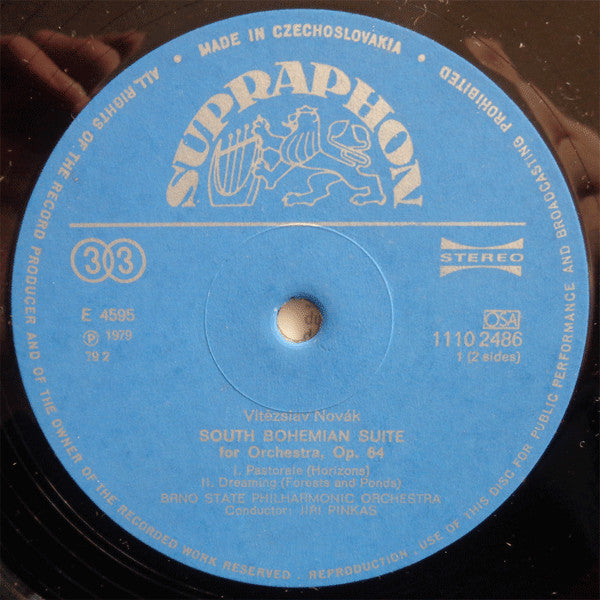 ALL RIGHTS OF THE RECORD PRODUCER AND OF THE OWNER OF THE RECORDED WORK RESERVED . REPRODUCTION, USE OF THIS DISC FOR PUBLIC PERFORMANCE AND BROADCASTING PROHIBITED
• MADE IN CZECHOSLOVAKIA •
SUPRAPHON
33
STEREO
E 4595
OSA
℗ 1979
1110 2486
79 2
1 (2 sides)
Vítězslav Novák
SOUTH BOHEMIAN SUITE
for Orchestra, Op. 64
I. Pastorale (Horizons)
II. Dreaming (Forests and Ponds)
BRNO STATE PHILHARMONIC ORCHESTRA
Conductor: JIŘÍ PINKAS